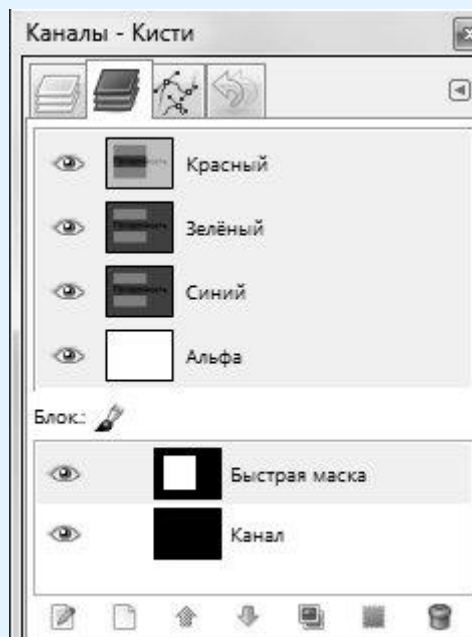 Каналы - Кисти
Красный
Зелёный
Синий
Альфа
Блок.:
Быстрая маска
Канал